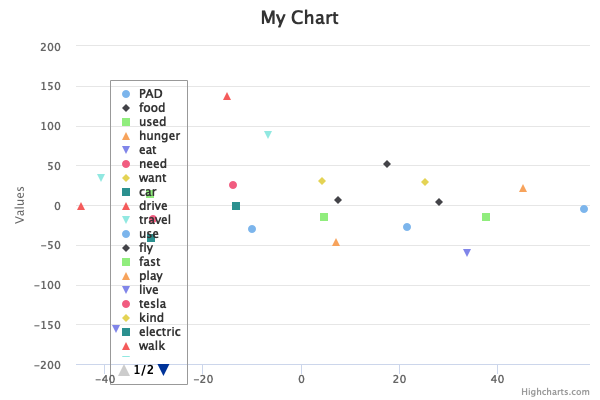 My Chart
200
150
100
50
0
−50
−100
−150
−200
Values
PAD
food
used
hunger
eat
need
want
car
drive
travel
use
fly
fast
play
live
tesla
kind
electric
walk
1/2
−40 −20 0 20 40
Highcharts.com